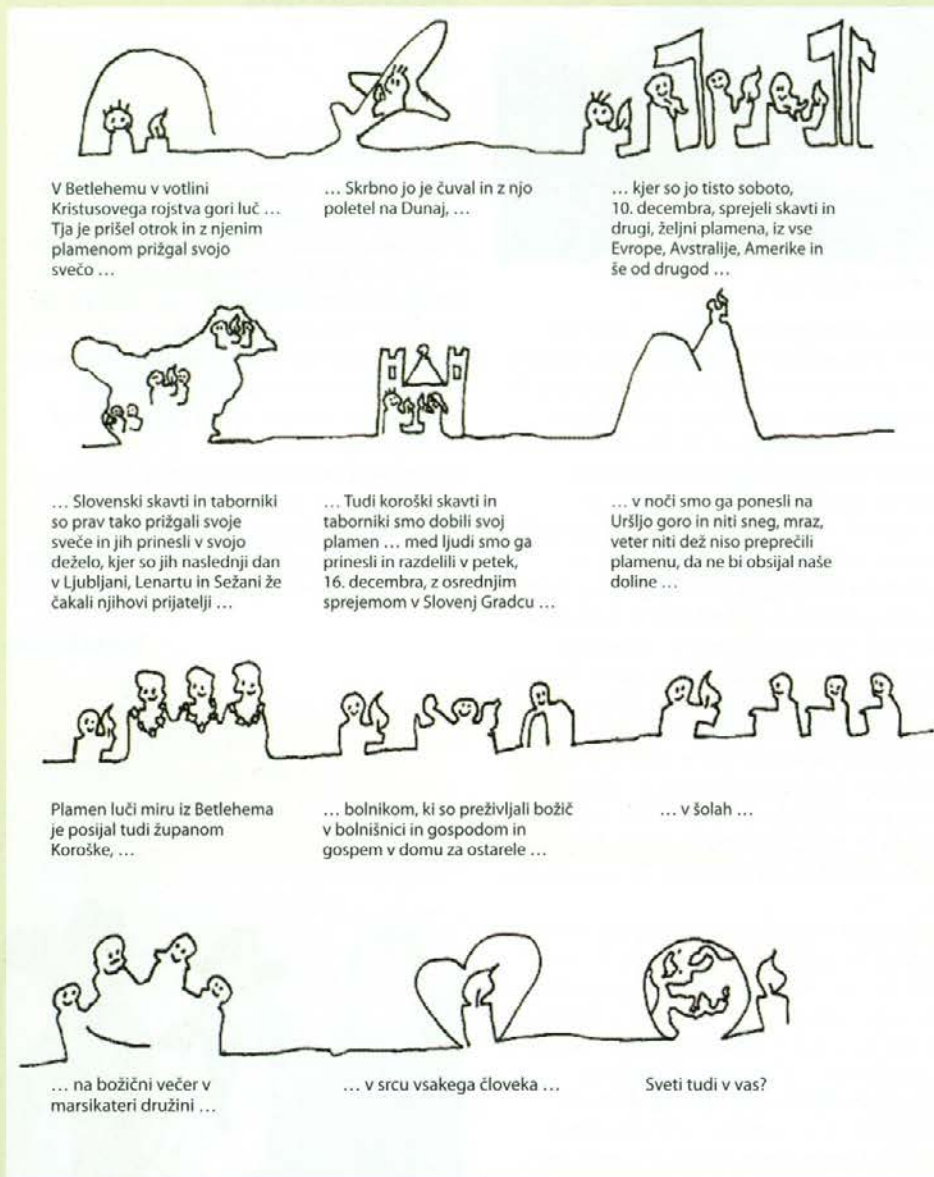 V Betlehemu v votlini
Kristusovega rojstva gori luč ...
Tja je prišel otrok in z njenim
plamenom prižgal svojo
svečo ...
... Skrbno jo je čuval in z njo
poletel na Dunaj, ...
... kjer so jo tisto soboto,
10. decembra, sprejeli skavti in
drugi, željni plamena, iz vse
Evrope, Avstralije, Amerike in
še od drugod ...
... Slovenski skavti in taborniki
so prav tako prižgali svoje
sveče in jih prinesli v svojo
deželo, kjer so jih naslednji dan
v Ljubljani, Lenartu in Sežani že
čakali njihovi prijatelji ...
... Tudi koroški skavti in
taborniki smo dobili svoj
plamen ... med ljudi smo ga
prinesli in razdelili v petek,
16. decembra, z osrednjim
sprejemom v Slovenj Gradcu ...
... v noči smo ga ponesli na
Uršljo goro in niti sneg, mraz,
veter niti dež niso preprečili
plamenu, da ne bi obsijal naše
doline ...
Plamen luči miru iz Betlehema
je posijal tudi županom
Koroške, ...
... bolnikom, ki so preživljali božič
v bolnišnici in gospodom in
gospem v domu za ostarele ...
... v šolah ...
... na božični večer v
marsikateri družini ...
... v srcu vsakega človeka ...
Sveti tudi v vas?